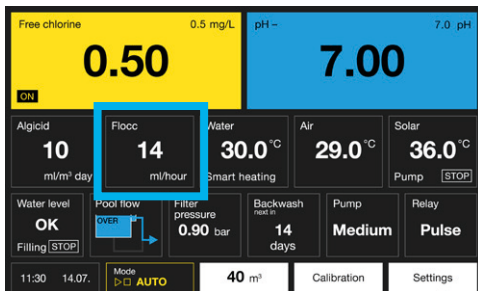 Free chlorine 0.5 mg/L
0.50
ON
pH – 7.0 pH
7.00
Algicid
10
ml/m³ day
Flocc
14
ml/hour
Water
30.0 °C
Smart heating
Air
29.0 °C
Solar
36.0 °C
Pump STOP
Water level
OK
Filling STOP
Pool flow
OVER
Filter
pressure
0.90 bar
Backwash
next in
14
days
Pump
Medium
Relay
Pulse
11:30 14.07.
Mode
AUTO
40 m³
Calibration
Settings